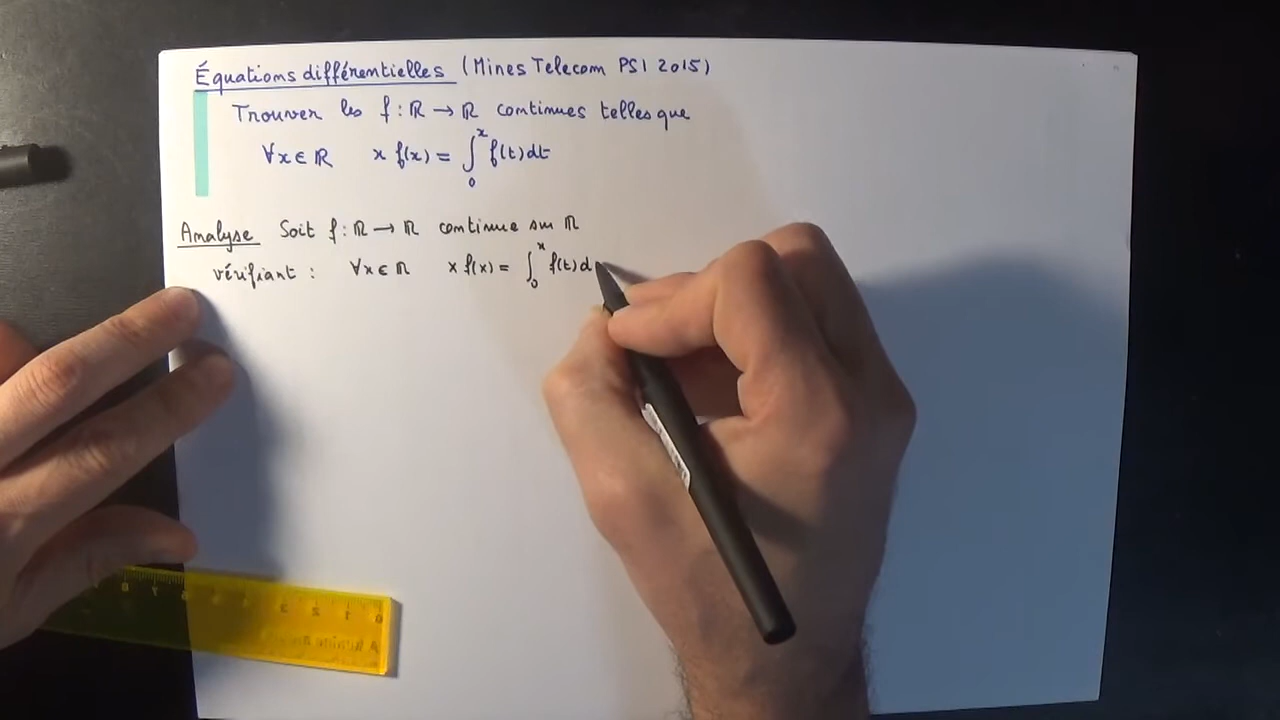 Équations différentielles (Mines Telecom PSI 2015)
Trouver les f : ℝ → ℝ continues telles que
∀x ∈ ℝ x f(x) = ∫₀ˣ f(t)dt
Analyse Soit f : ℝ → ℝ continue sur ℝ
vérifiant : ∀x ∈ ℝ x f(x) = ∫₀ˣ f(t)d